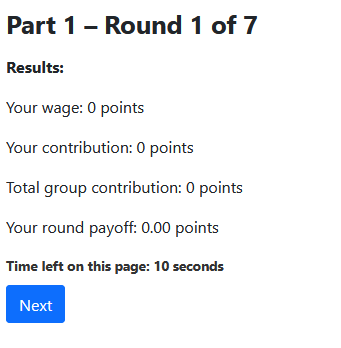 Part 1 – Round 1 of 7
Results:
Your wage: 0 points
Your contribution: 0 points
Total group contribution: 0 points
Your round payoff: 0.00 points
Time left on this page: 10 seconds
Next